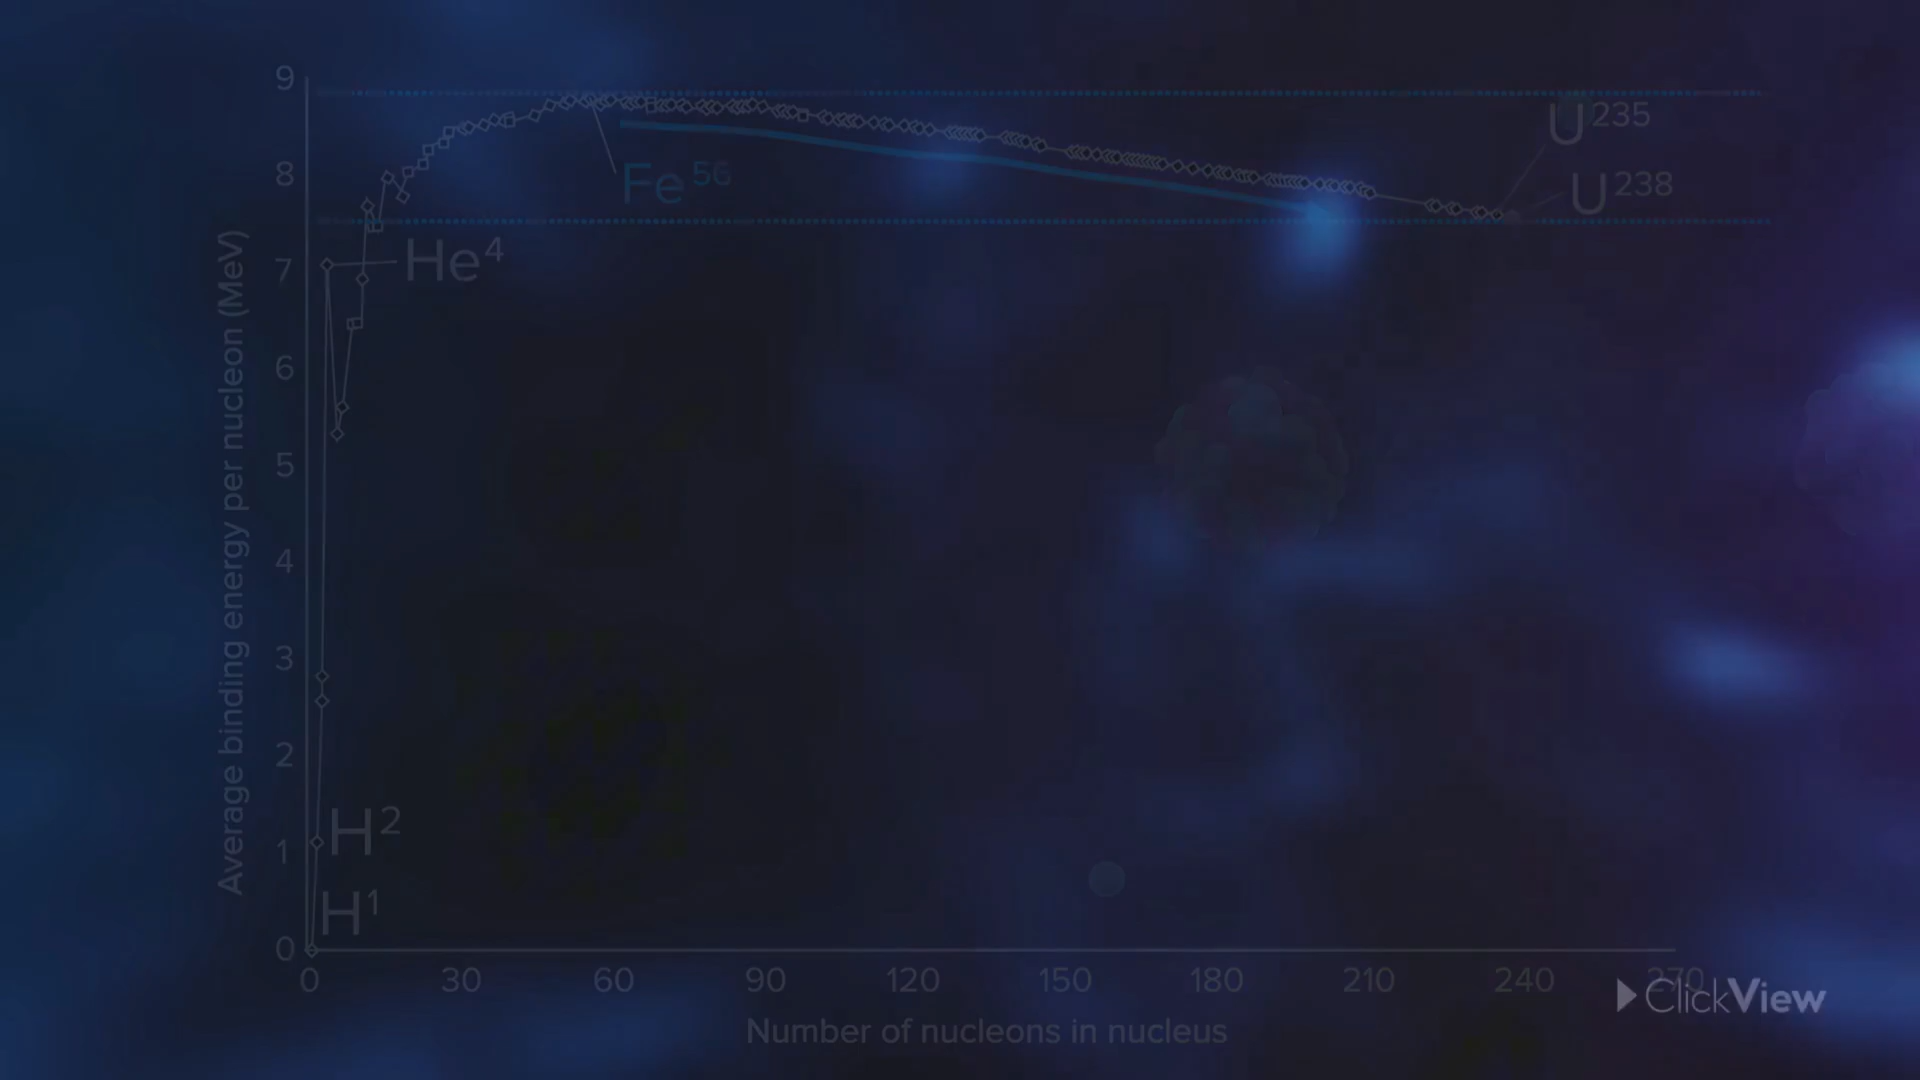 9
8
7
6
5
4
3
2
1
0
Average binding energy per nucleon (MeV)
U235
U238
Fe56
He4
H2
H1
0 30 60 90 120 150 180 210 240 270
Number of nucleons in nucleus
ClickView